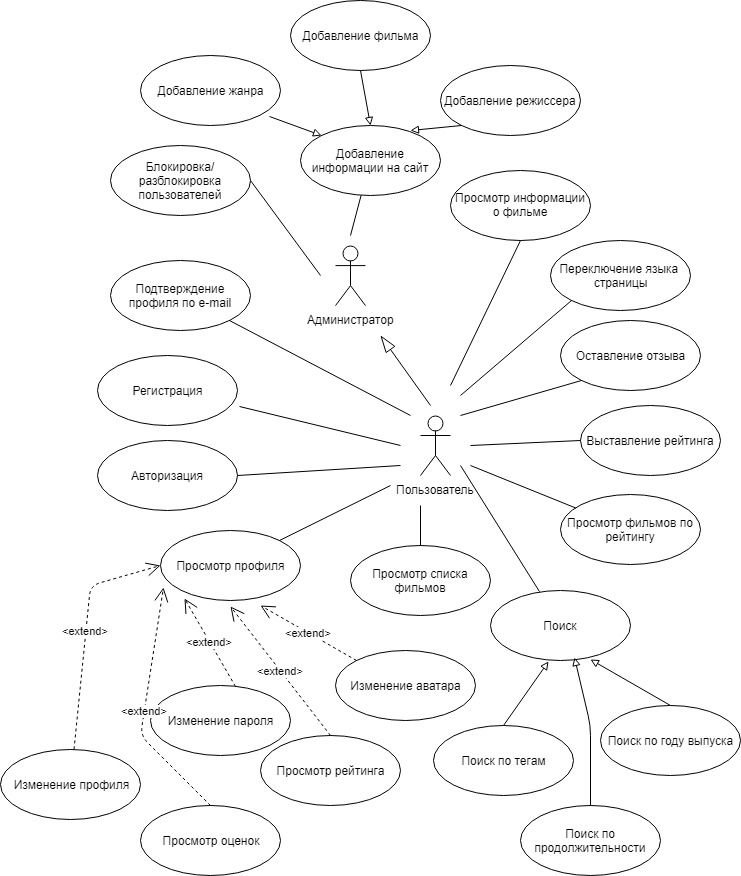 Добавление фильма
Добавление жанра
Добавление режиссера
Добавление
информации на сайт
Блокировка/
разблокировка
пользователей
Просмотр информации
о фильме
Переключение языка
страницы
Подтверждение
профиля по e-mail
Администратор
Оставление отзыва
Регистрация
Выставление рейтинга
Авторизация
Пользователь
Просмотр фильмов по
рейтингу
Просмотр профиля
Просмотр списка
фильмов
Поиск
<extend>
<extend>
<extend>
<extend>
<extend>
Изменение аватара
Изменение пароля
Поиск по году выпуска
Поиск по тегам
Просмотр рейтинга
Изменение профиля
Просмотр оценок
Поиск по
продолжительности